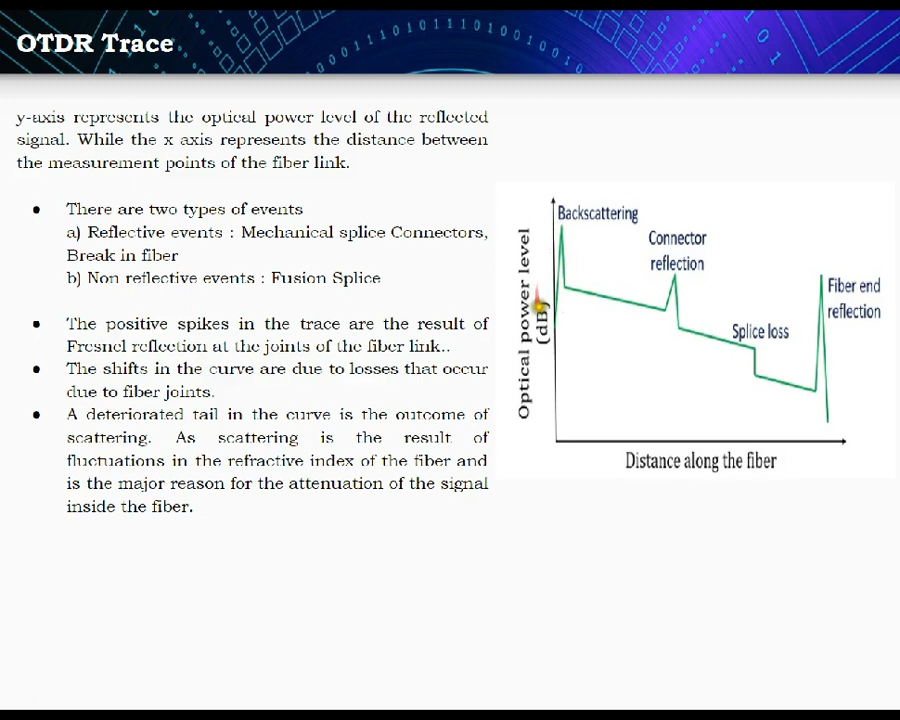 OTDR Trace
y-axis represents the optical power level of the reflected
signal. While the x axis represents the distance between
the measurement points of the fiber link.
• There are two types of events
a) Reflective events : Mechanical splice Connectors,
Break in fiber
b) Non reflective events : Fusion Splice
• The positive spikes in the trace are the result of
Fresnel reflection at the joints of the fiber link..
• The shifts in the curve are due to losses that occur
due to fiber joints.
• A deteriorated tail in the curve is the outcome of
scattering. As scattering is the result of
fluctuations in the refractive index of the fiber and
is the major reason for the attenuation of the signal
inside the fiber.
Optical power level
(dB)
Backscattering
Connector
reflection
Splice loss
Fiber end
reflection
Distance along the fiber